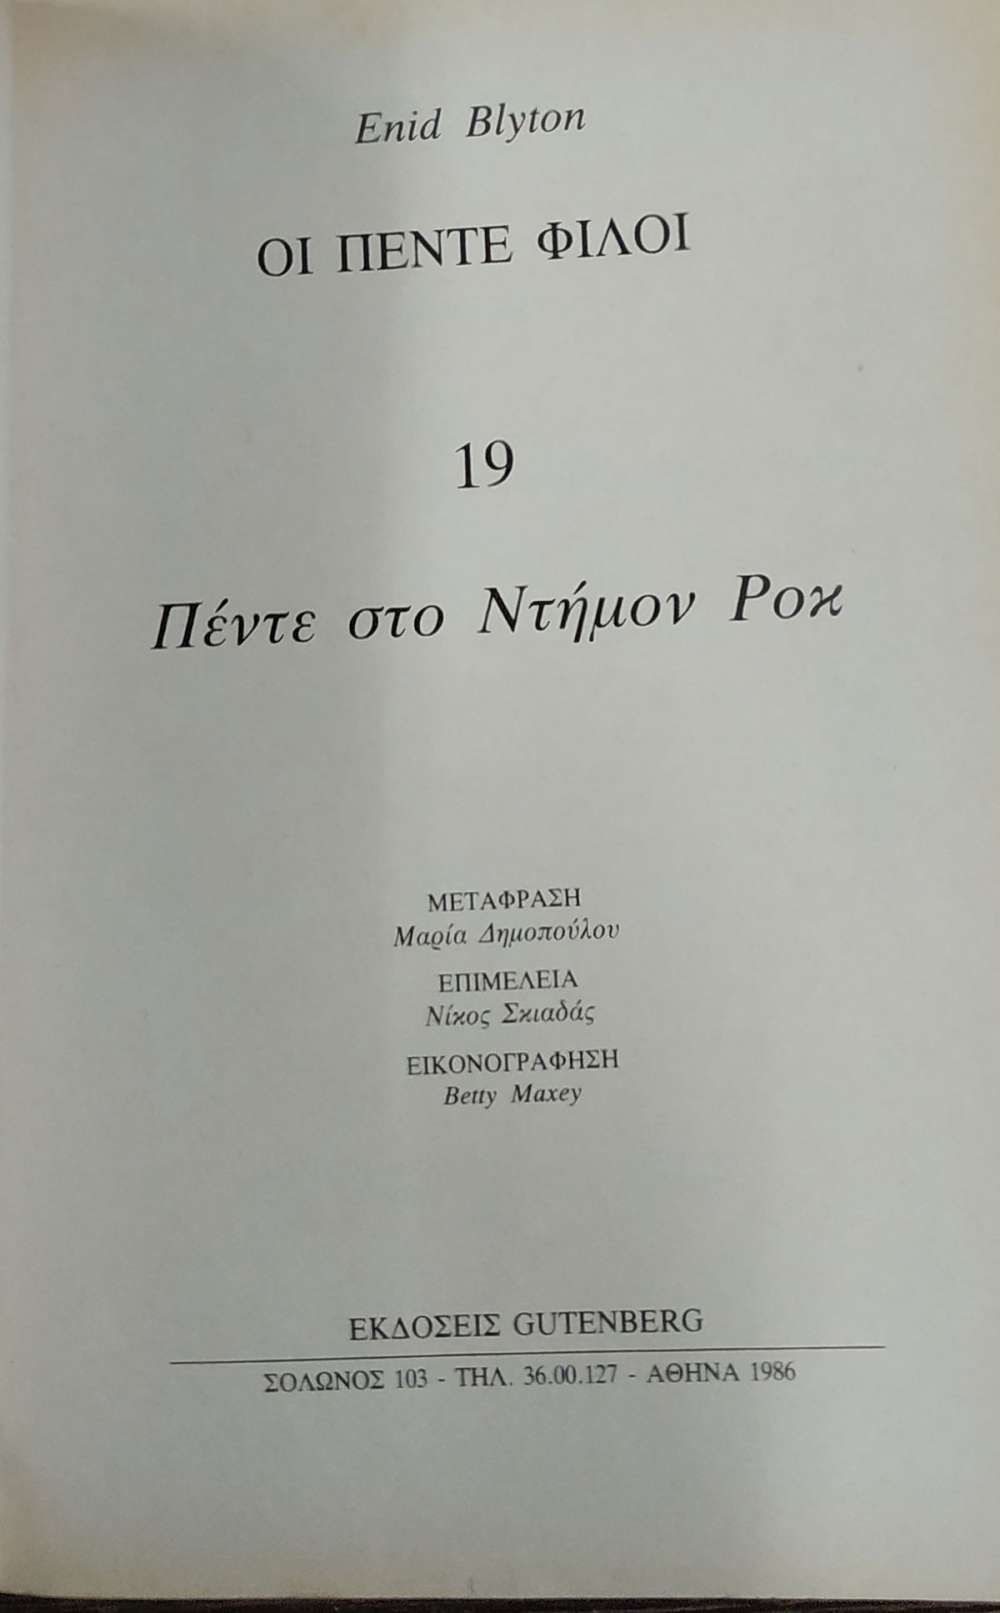 Enid Blyton
ΟΙ ΠΕΝΤΕ ΦΙΛΟΙ
19
Πέντε στο Ντήμον Ροκ
ΜΕΤΑΦΡΑΣΗ
Μαρία Δημοπούλου
ΕΠΙΜΕΛΕΙΑ
Νίκος Σκιαδάς
ΕΙΚΟΝΟΓΡΑΦΗΣΗ
Betty Maxey
ΕΚΔΟΣΕΙΣ GUTENBERG
ΣΟΛΩΝΟΣ 103 - ΤΗΛ. 36.00.127 - ΑΘΗΝΑ 1986